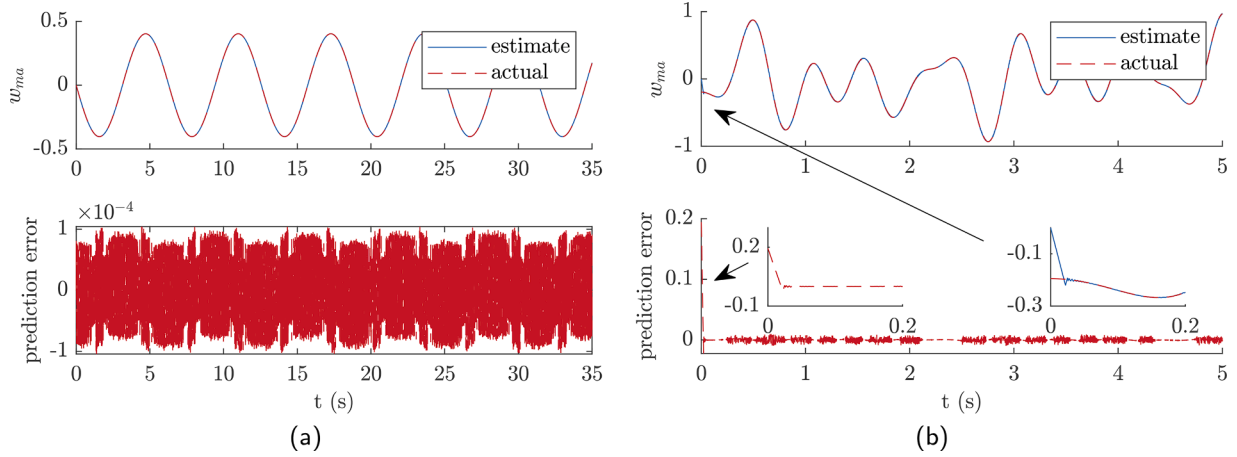 0.5
estimate
actual
w_ma
0
-0.5
0 5 10 15 20 25 30 35
×10⁻⁴
1
prediction error
0
-1
0 5 10 15 20 25 30 35
t (s)
(a)
1
estimate
actual
w_ma
0
-1
0 1 2 3 4 5
0.2
prediction error
0.1
0
0.2
-0.1
0 0.2
-0.1
-0.3
0 0.2
0 1 2 3 4 5
t (s)
(b)